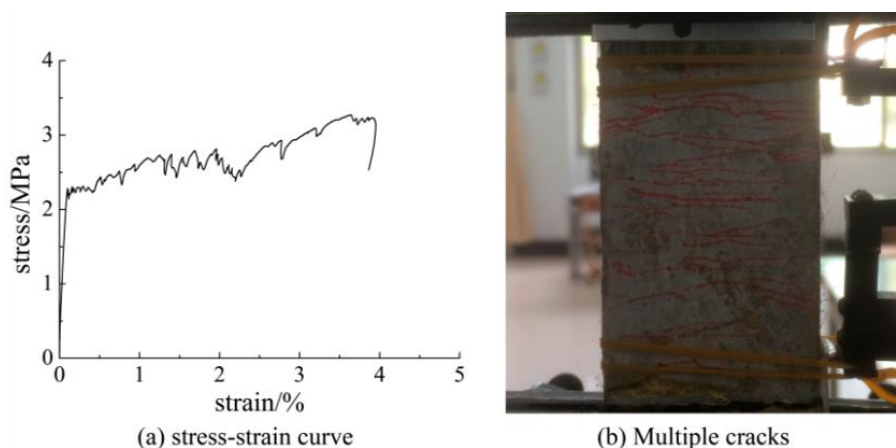 4
3
2
1
0
0 1 2 3 4 5
stress/MPa
strain/%
(a) stress-strain curve
(b) Multiple cracks